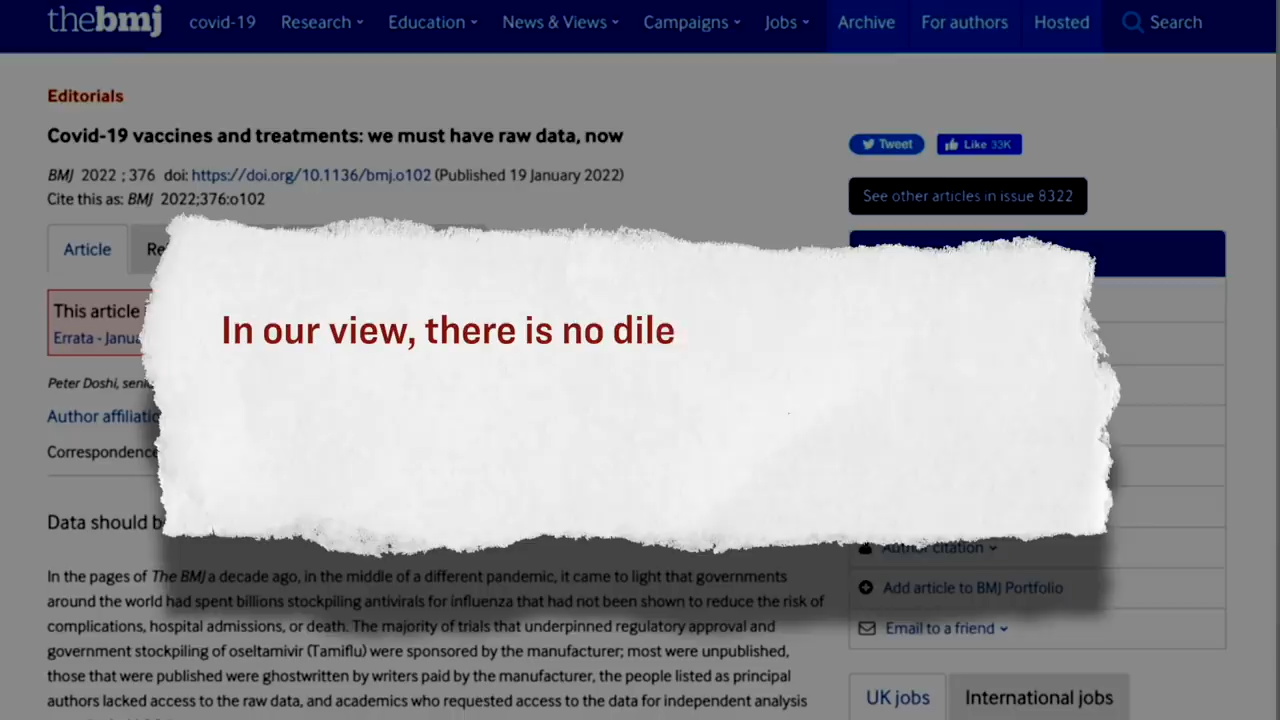 thebmj covid-19 Research Education News & Views Campaigns Jobs Archive For authors Hosted Search
Editorials
Covid-19 vaccines and treatments: we must have raw data, now
BMJ 2022 ; 376 doi: https://doi.org/10.1136/bmj.o102 (Published 19 January 2022)
Cite this as: BMJ 2022;376:o102
Tweet Like 33K
See other articles in issue 8322
Article
This article
Errata -
Peter Doshi,
Author
Correspondence
In our view, there is no dile
Data should
In the pages of The BMJ a decade ago, in the middle of a different pandemic, it came to light that governments
around the world had spent billions stockpiling antivirals for influenza that had not been shown to reduce the risk of
complications, hospital admissions, or death. The majority of trials that underpinned regulatory approval and
government stockpiling of oseltamivir (Tamiflu) were sponsored by the manufacturer; most were unpublished,
those that were published were ghostwritten by writers paid by the manufacturer, the people listed as principal
authors lacked access to the raw data, and academics who requested access to the data for independent analysis
Author citation
Add article to BMJ Portfolio
Email to a friend
UK jobs International jobs